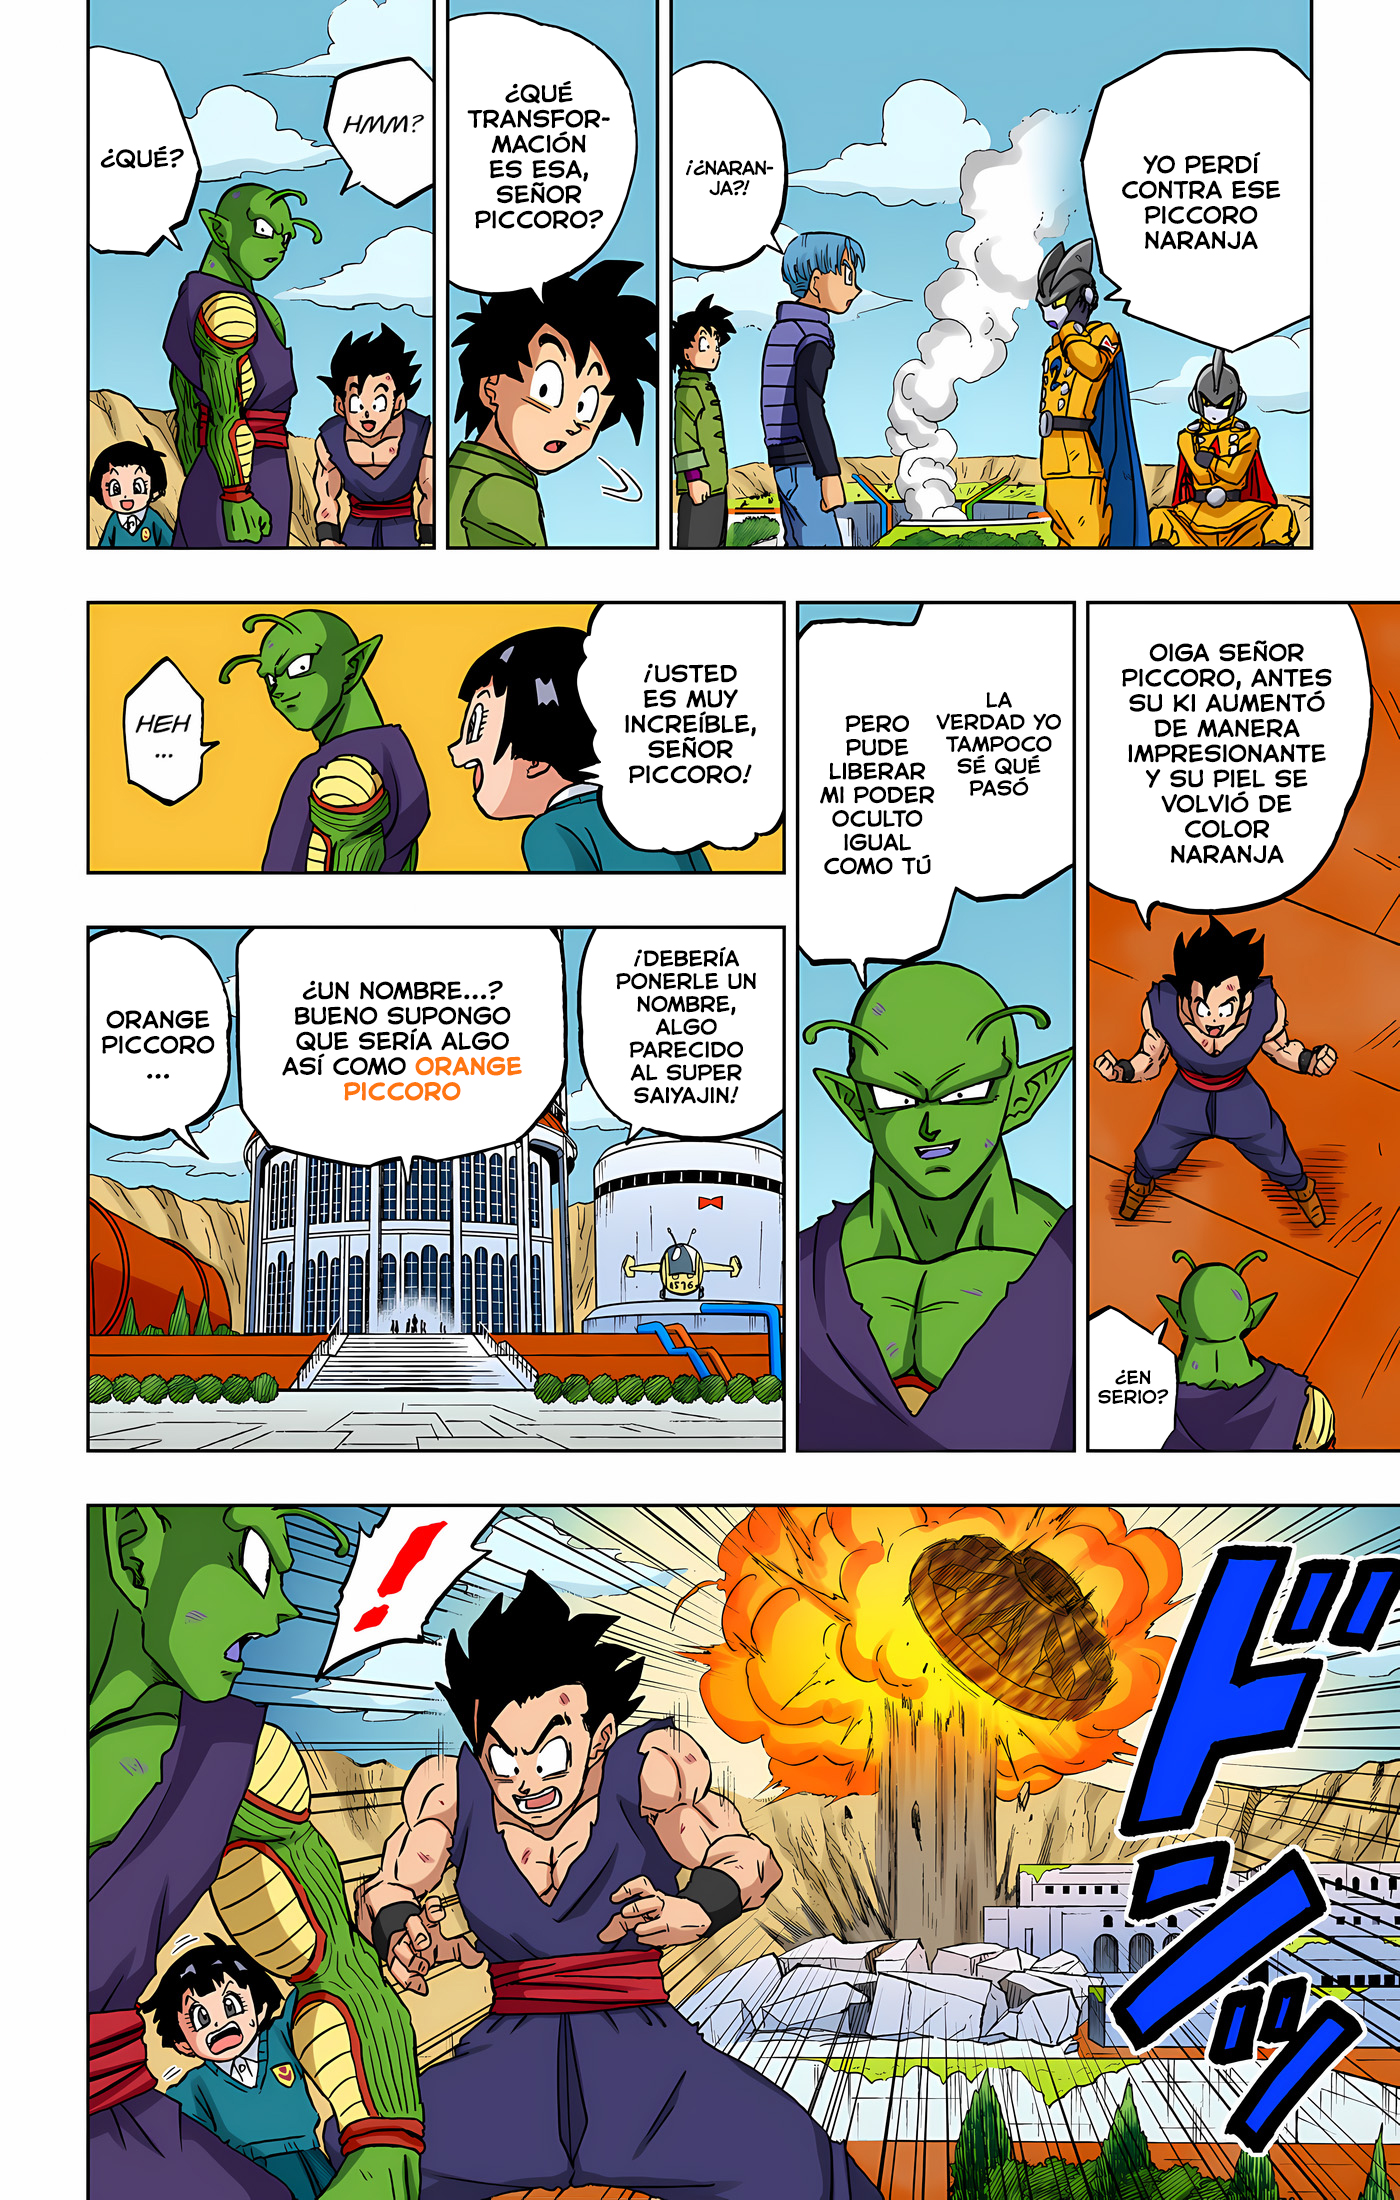 YO PERDÍ
CONTRA ESE
PICCORO
NARANJA
¡¿NARAN-
JA?!
¿QUÉ
TRANSFOR-
MACIÓN
ES ESA,
SEÑOR
PICCORO?
HMM?
¿QUÉ?
OIGA SEÑOR
PICCORO, ANTES
SU KI AUMENTÓ
DE MANERA
IMPRESIONANTE
Y SU PIEL SE
VOLVIÓ DE
COLOR
NARANJA
¿EN
SERIO?
LA
VERDAD YO
TAMPOCO
SÉ QUÉ
PASÓ
PERO
PUDE
LIBERAR
MI PODER
OCULTO
IGUAL
COMO TÚ
¡USTED
ES MUY
INCREÍBLE,
SEÑOR
PICCORO!
HEH
...
¡DEBERÍA
PONERLE UN
NOMBRE,
ALGO
PARECIDO
AL SUPER
SAIYAJIN!
¿UN NOMBRE...?
BUENO SUPONGO
QUE SERÍA ALGO
ASÍ COMO ORANGE
PICCORO
ORANGE
PICCORO
...
1576
!
ドンッ